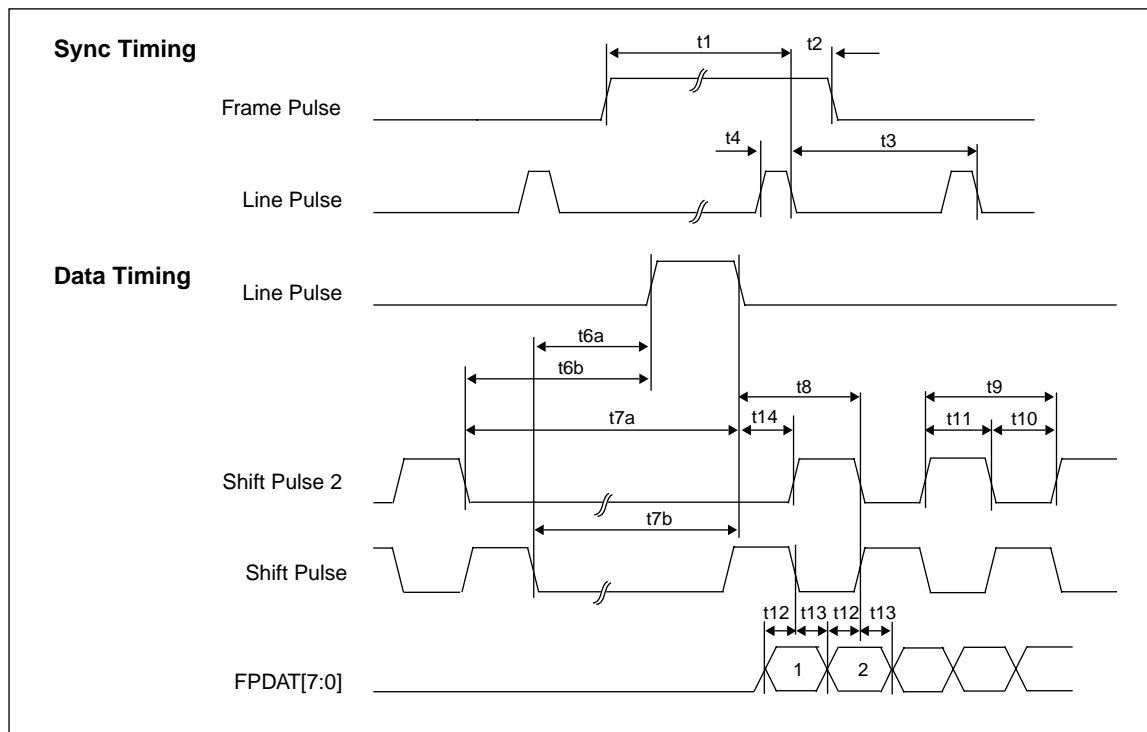 Sync Timing
t1
t2
Frame Pulse
t4
t3
Line Pulse
Data Timing
Line Pulse
t6a
t6b
t8
t9
t7a
t14
t11
t10
Shift Pulse 2
t7b
Shift Pulse
t12
t13
t12
t13
FPDAT[7:0]
1
2